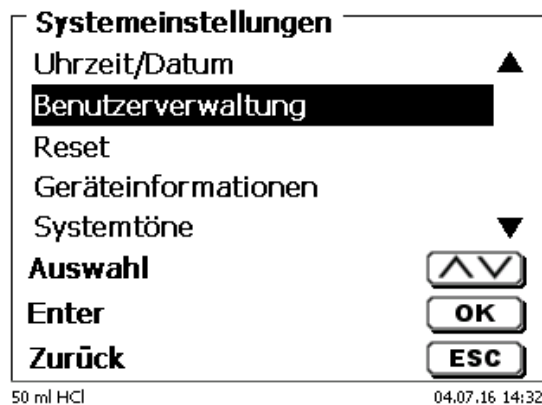 Systemeinstellungen
Uhrzeit/Datum
Benutzerverwaltung
Reset
Geräteinformationen
Systemtöne
Auswahl
Enter OK
Zurück ESC
50 ml HCl 04.07.16 14:32